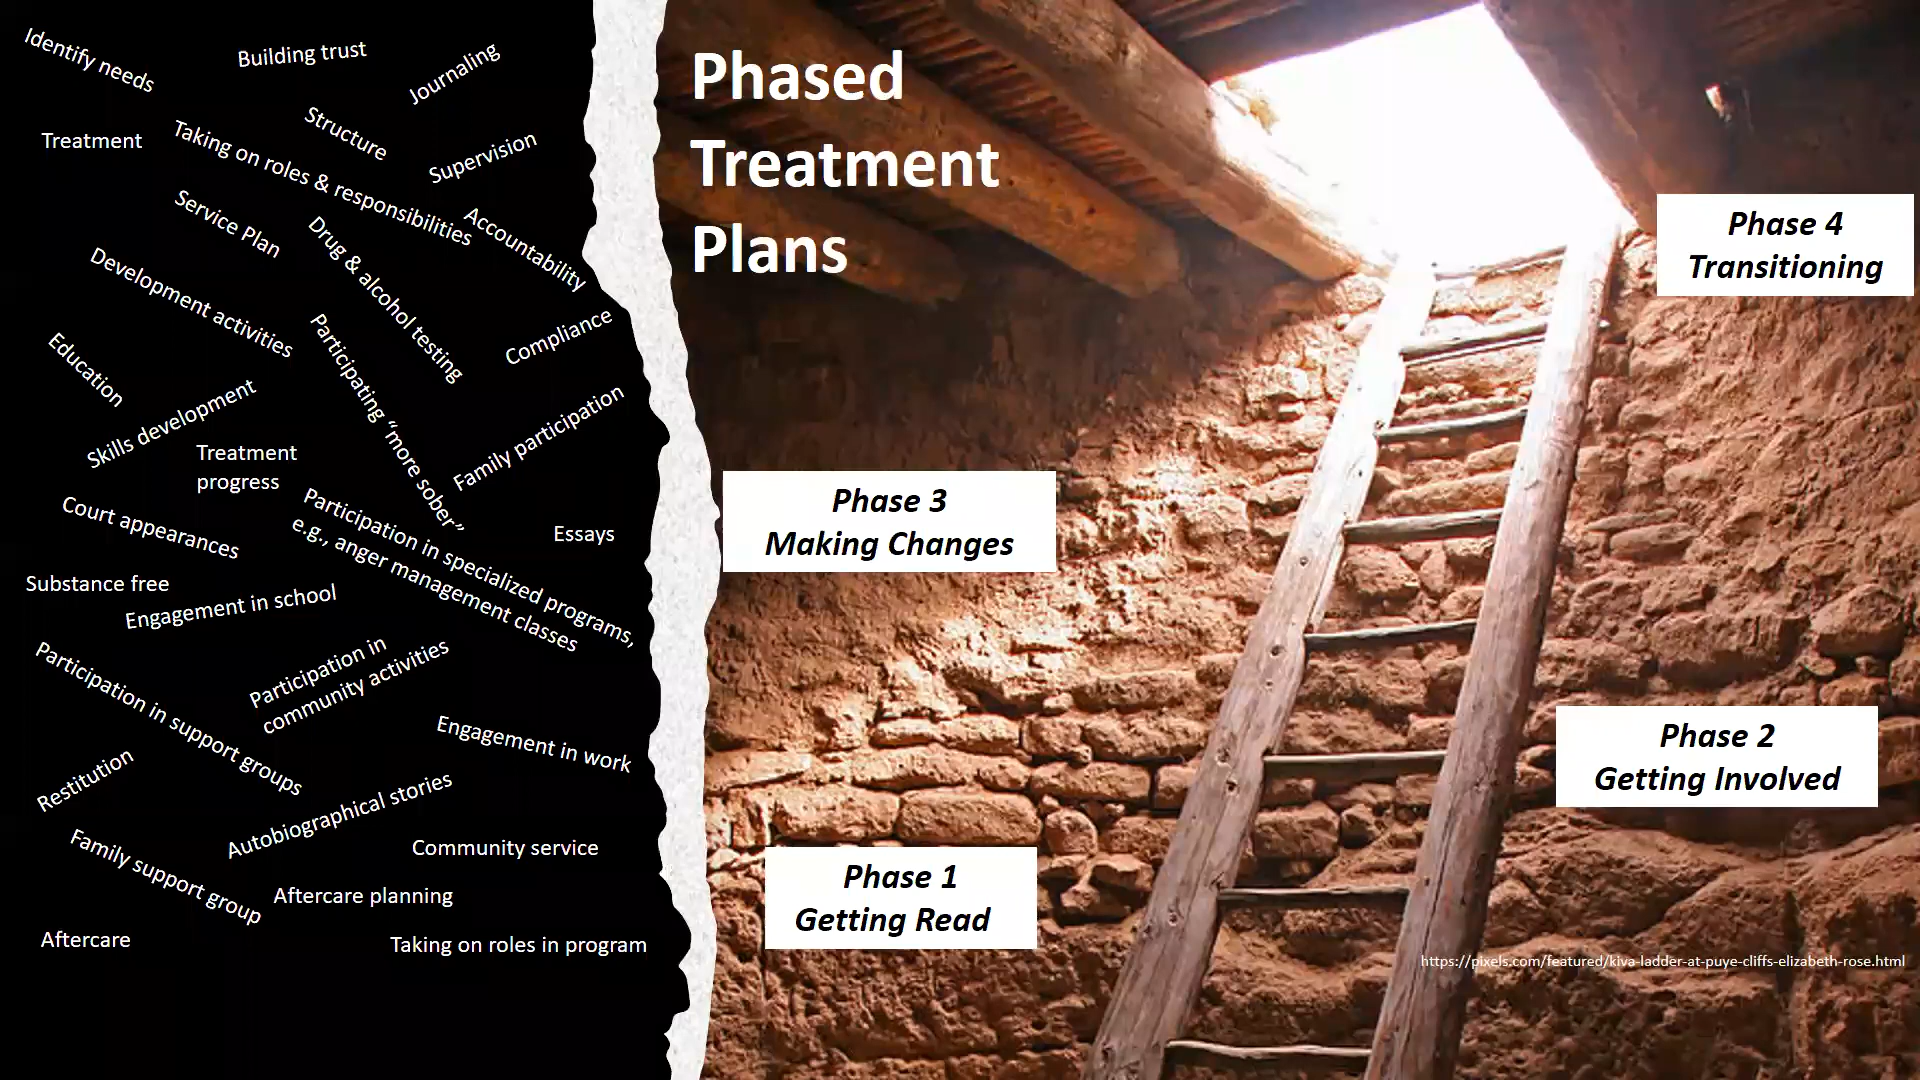 Identify needs
Building trust
Journaling
Structure
Treatment
Taking on roles & responsibilities
Supervision
Service Plan
Accountability
Drug & alcohol testing
Development activities
Compliance
Participating “more sober”
Education
Skills development
Family participation
Treatment
progress
Court appearances
Participation in specialized programs,
e.g., anger management classes
Essays
Substance free
Engagement in school
Participation in support groups
Participation in
community activities
Engagement in work
Restitution
Autobiographical stories
Family support group
Community service
Aftercare planning
Aftercare
Taking on roles in program
Phased
Treatment
Plans
Phase 4
Transitioning
Phase 3
Making Changes
Phase 2
Getting Involved
Phase 1
Getting Read
https://pixels.com/featured/kiva-ladder-at-puye-cliffs-elizabeth-rose.html